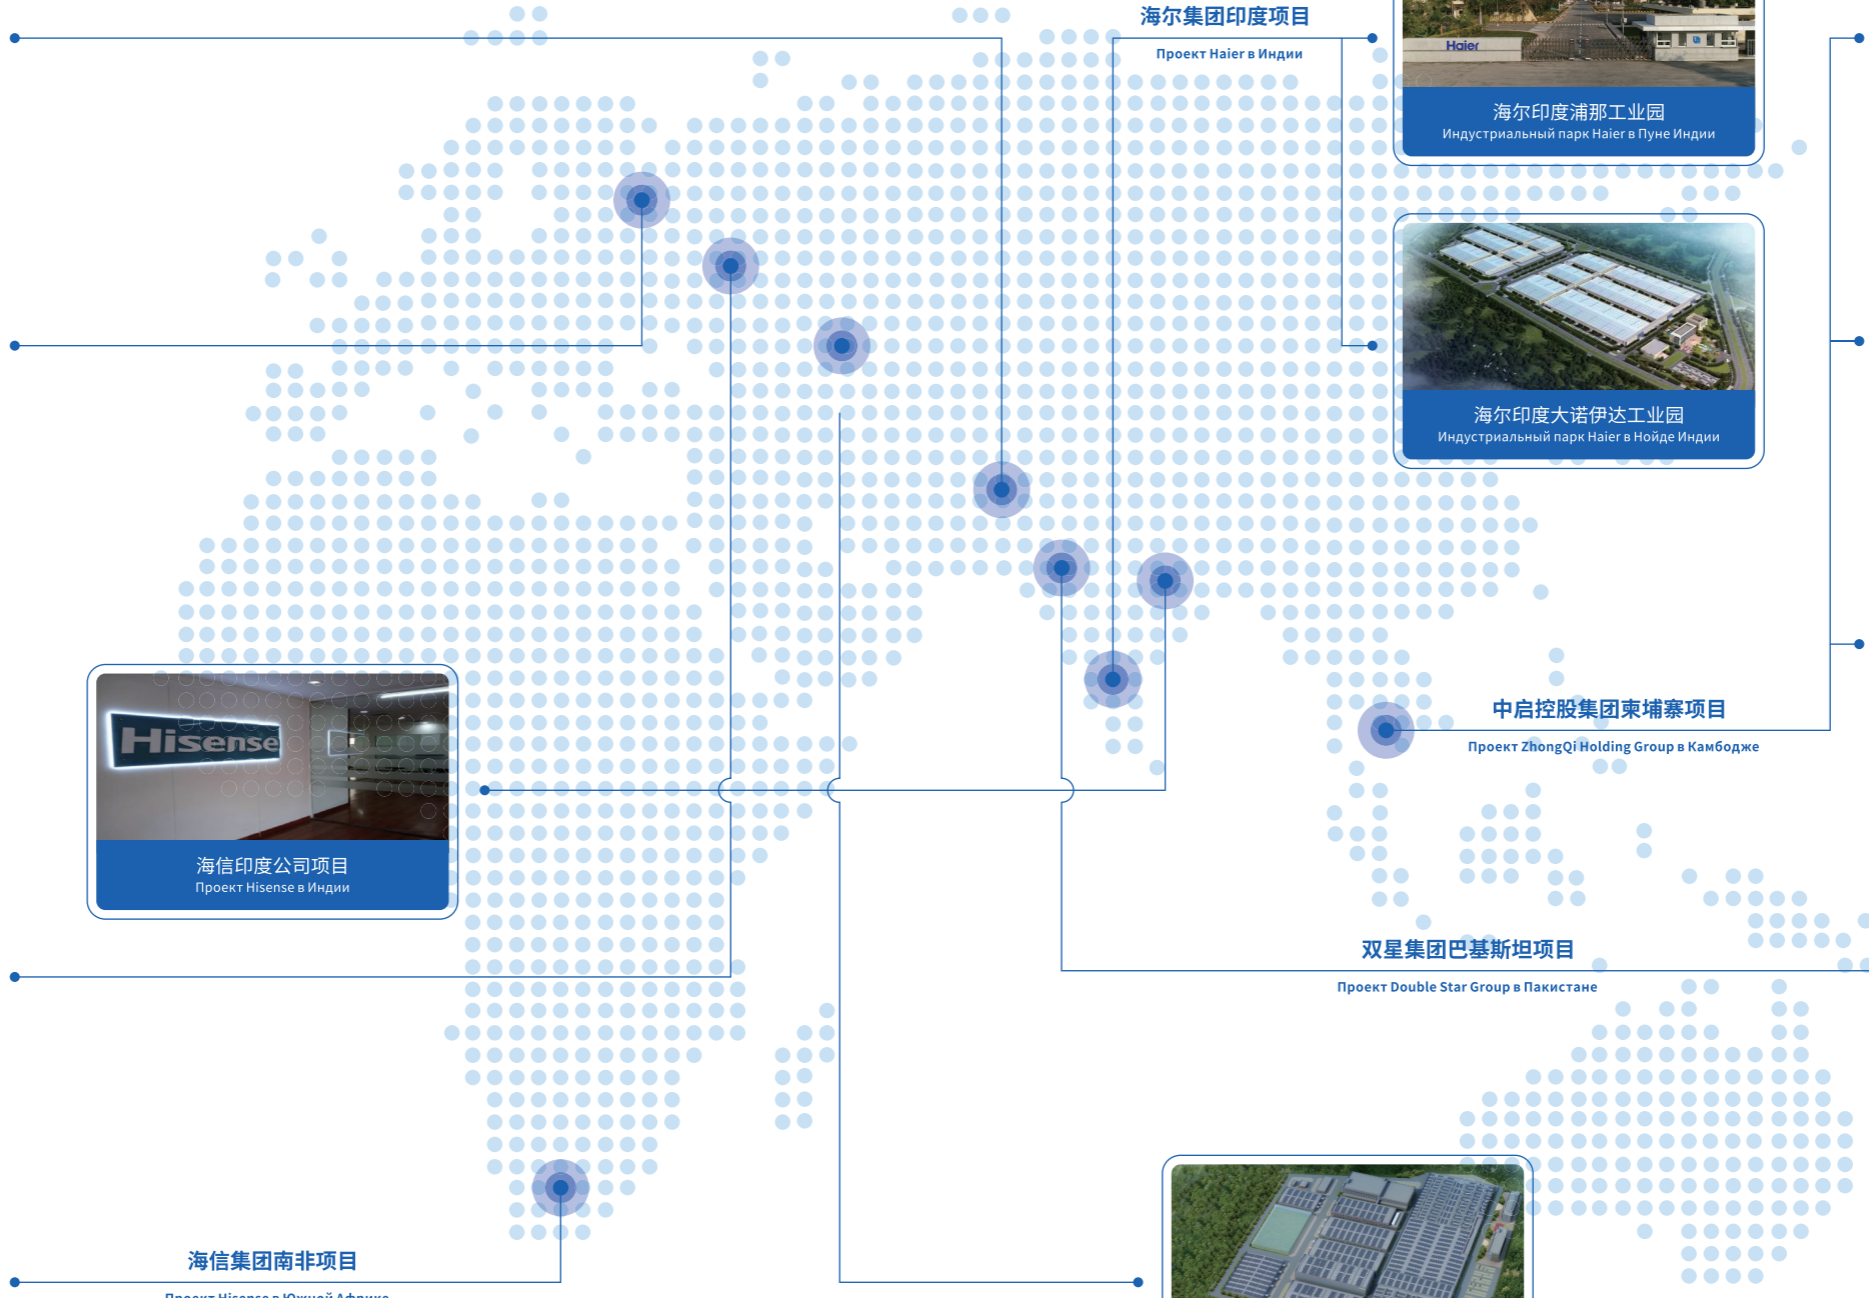 海尔集团印度项目
Проект Haier в Индии
Haier
海尔印度浦那工业园
Индустриальный парк Haier в Пуне Индии
海尔印度大诺伊达工业园
Индустриальный парк Haier в Нойде Индии
Hisense
海信印度公司项目
Проект Hisense в Индии
中启控股集团柬埔寨项目
Проект ZhongQi Holding Group в Камбодже
双星集团巴基斯坦项目
Проект Double Star Group в Пакистане
海信集团南非项目
Проект Hisense в Южной Африке